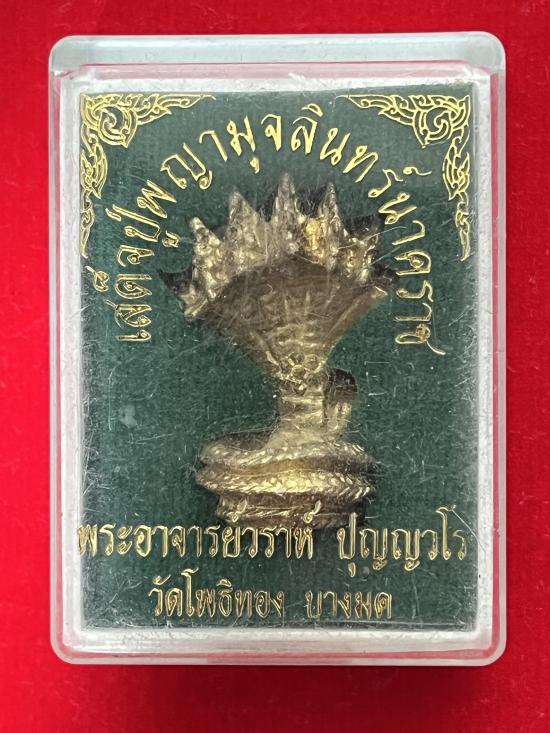 เสด็จปู่พญามุจลินทร์นาคราช
พระอาจารย์วราห์ ปุญญวโร
วัดโพธิทอง บางมด